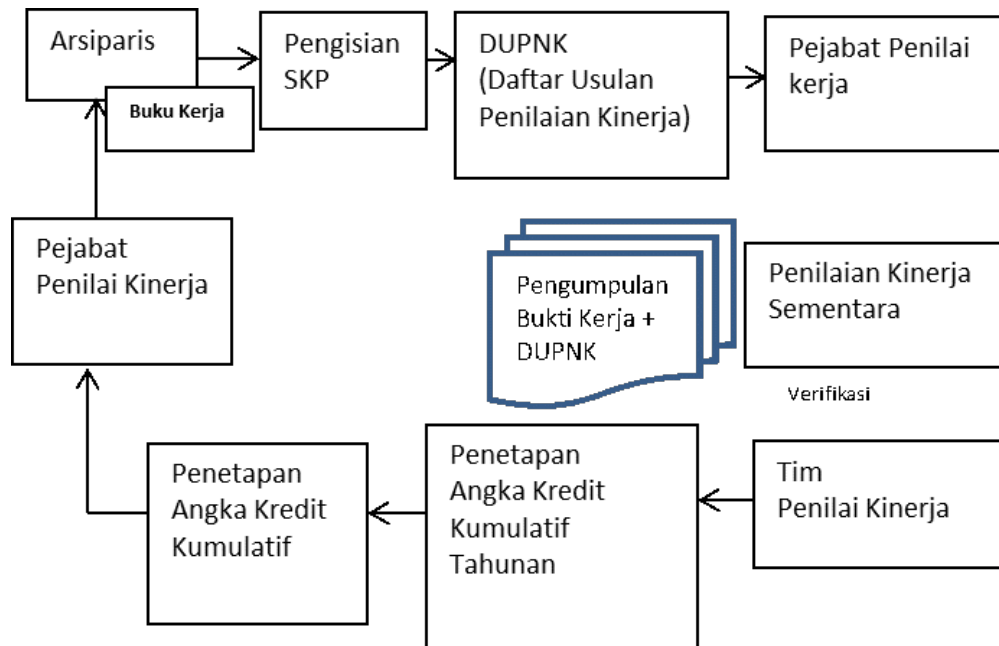 Arsiparis
Buku Kerja
Pengisian
SKP
DUPNK
(Daftar Usulan
Penilaian Kinerja)
Pejabat Penilai
kerja
Pejabat
Penilai Kinerja
Pengumpulan
Bukti Kerja +
DUPNK
Penilaian Kinerja
Sementara
Verifikasi
Penetapan
Angka Kredit
Kumulatif
Penetapan
Angka Kredit
Kumulatif
Tahunan
Tim
Penilai Kinerja